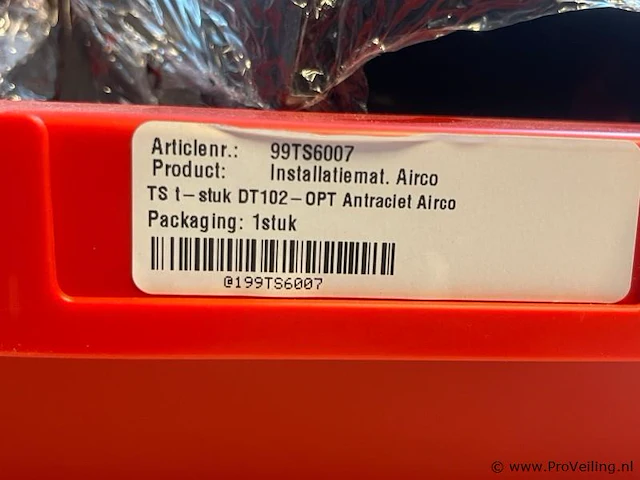 Articlenr.: 99TS6007
Product: Installatiemat. Airco
TS t-stuk DT102-OPT Antraciet Airco
Packaging: 1stuk
@199TS6007
© www.ProVeiling.nl